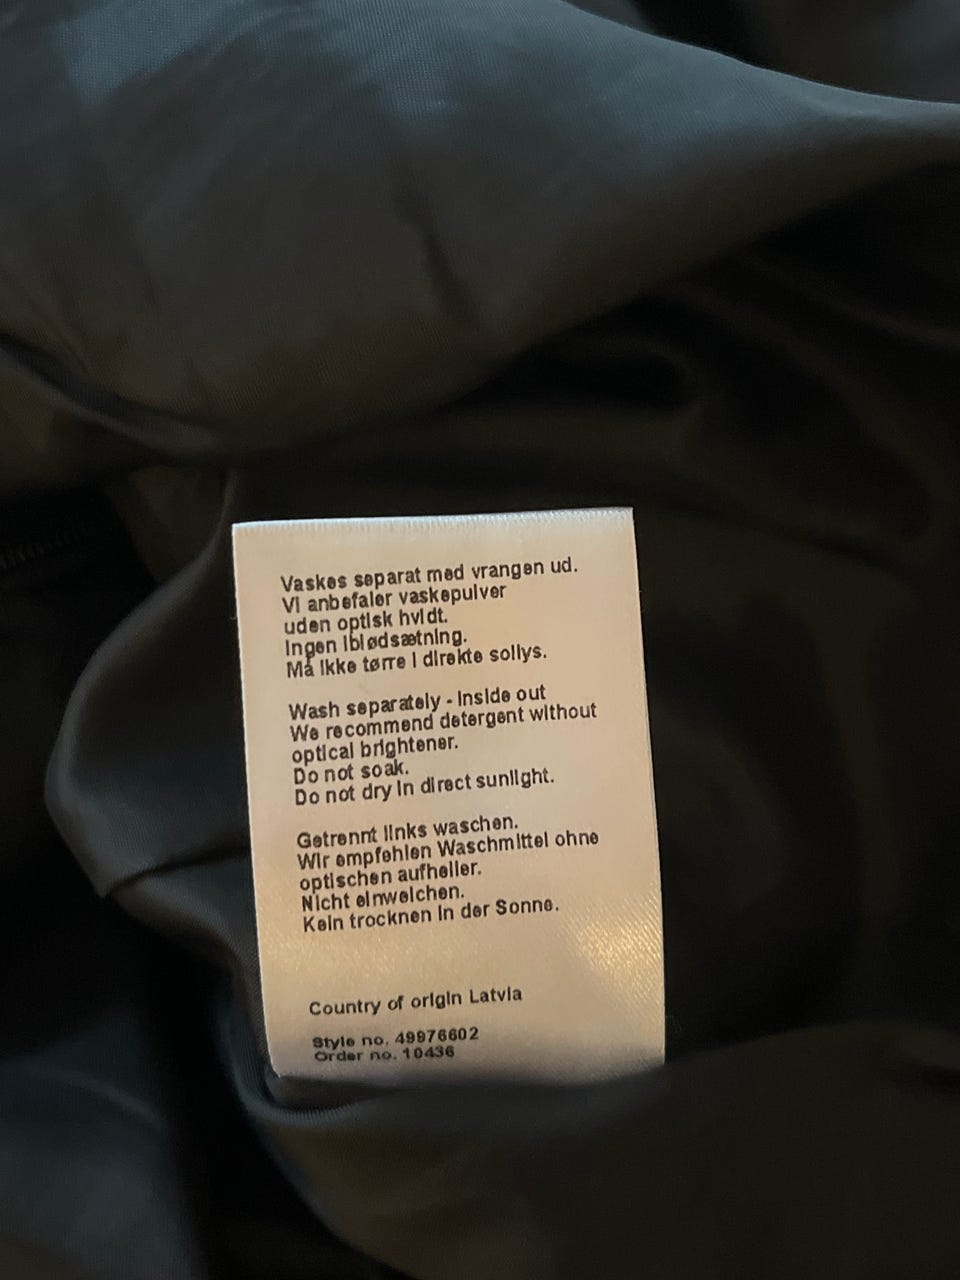 Vaskes separat med vrangen ud.
Vi anbefaler vaskepulver
uden optisk hvidt.
Ingen iblødsætning.
Må ikke tørre i direkte sollys.
Wash separately - Inside out
We recommend detergent without
optical brightener.
Do not soak.
Do not dry in direct sunlight.
Getrennt links waschen.
Wir empfehlen Waschmittel ohne
optischen aufheller.
Nicht einweichen.
Kein trocknen in der Sonne.
Country of origin Latvia
Style no. 49976602
Order no. 10436